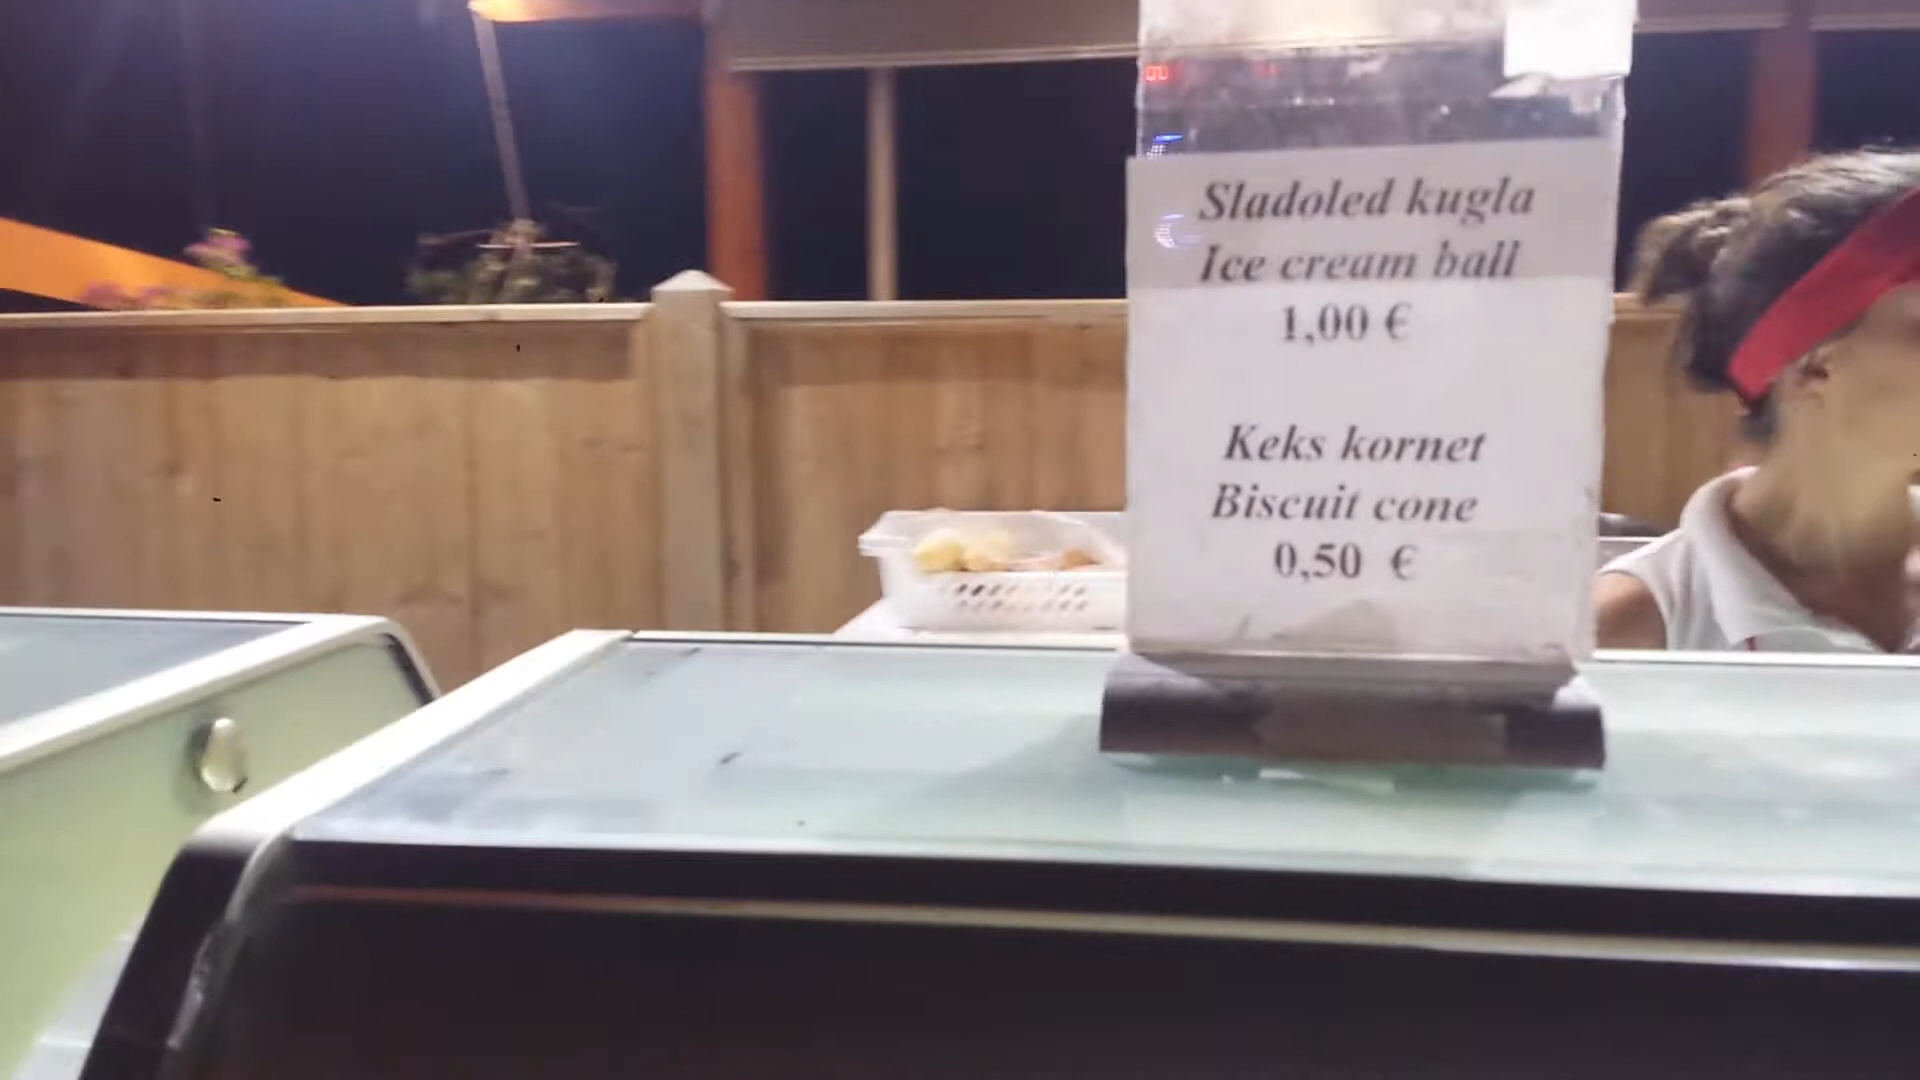 Sladoled kugla
Ice cream ball
1,00 €
Keks kornet
Biscuit cone
0,50 €